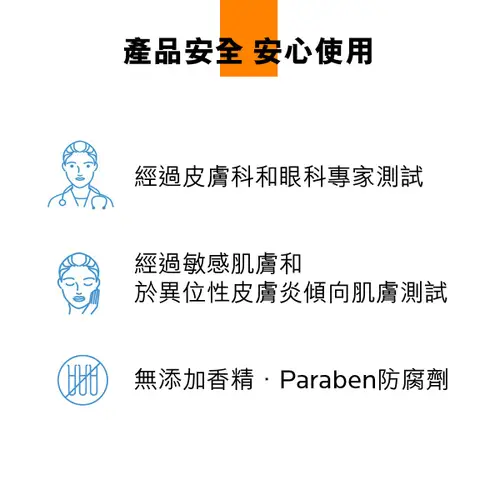 產品安全 安心使用
經過皮膚科和眼科專家測試
經過敏感肌膚和
於異位性皮膚炎傾向肌膚測試
無添加香精・Paraben防腐劑